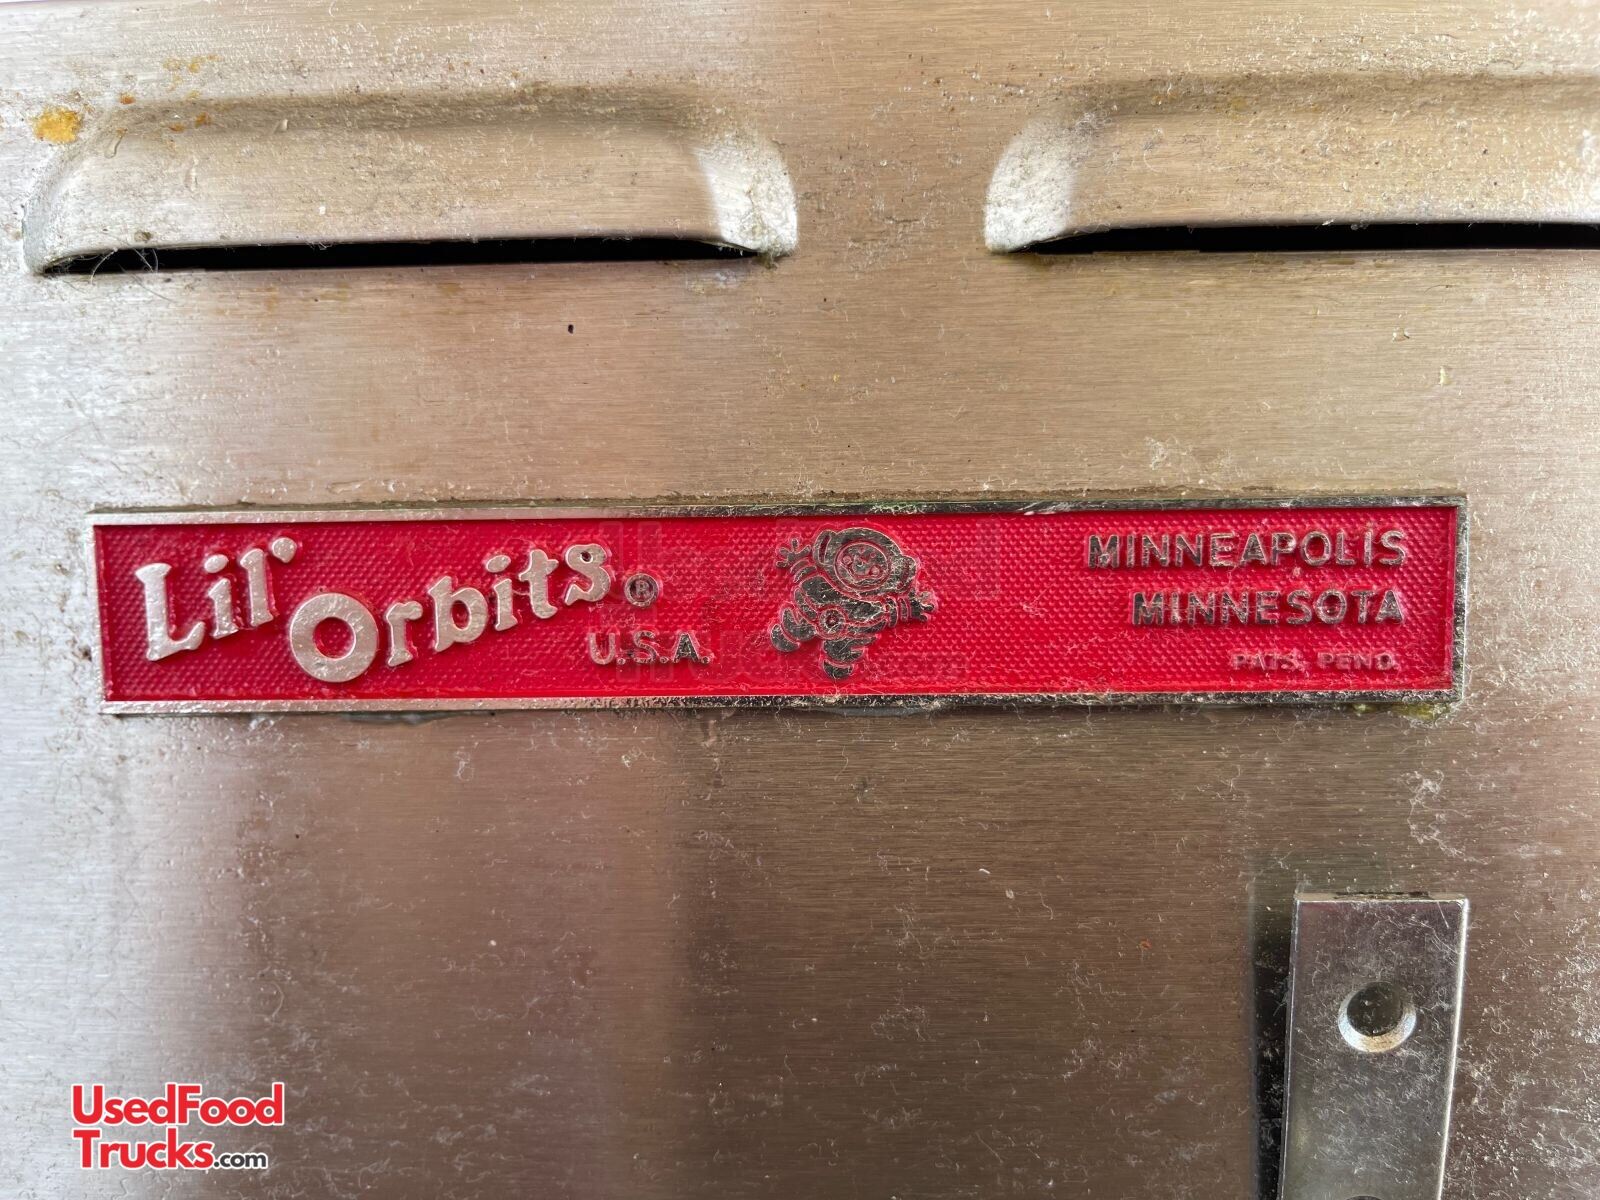 Lil' Orbits®
U.S.A.
MINNEAPOLIS
MINNESOTA
PATS. PEND.
UsedFood
Trucks.com